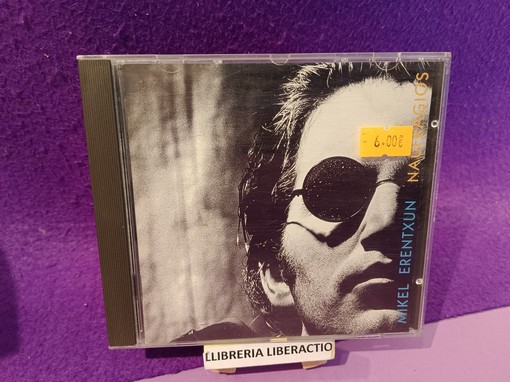 MIKEL ERENTXUN
6.00€
LLIBRERIA LIBERACTIO